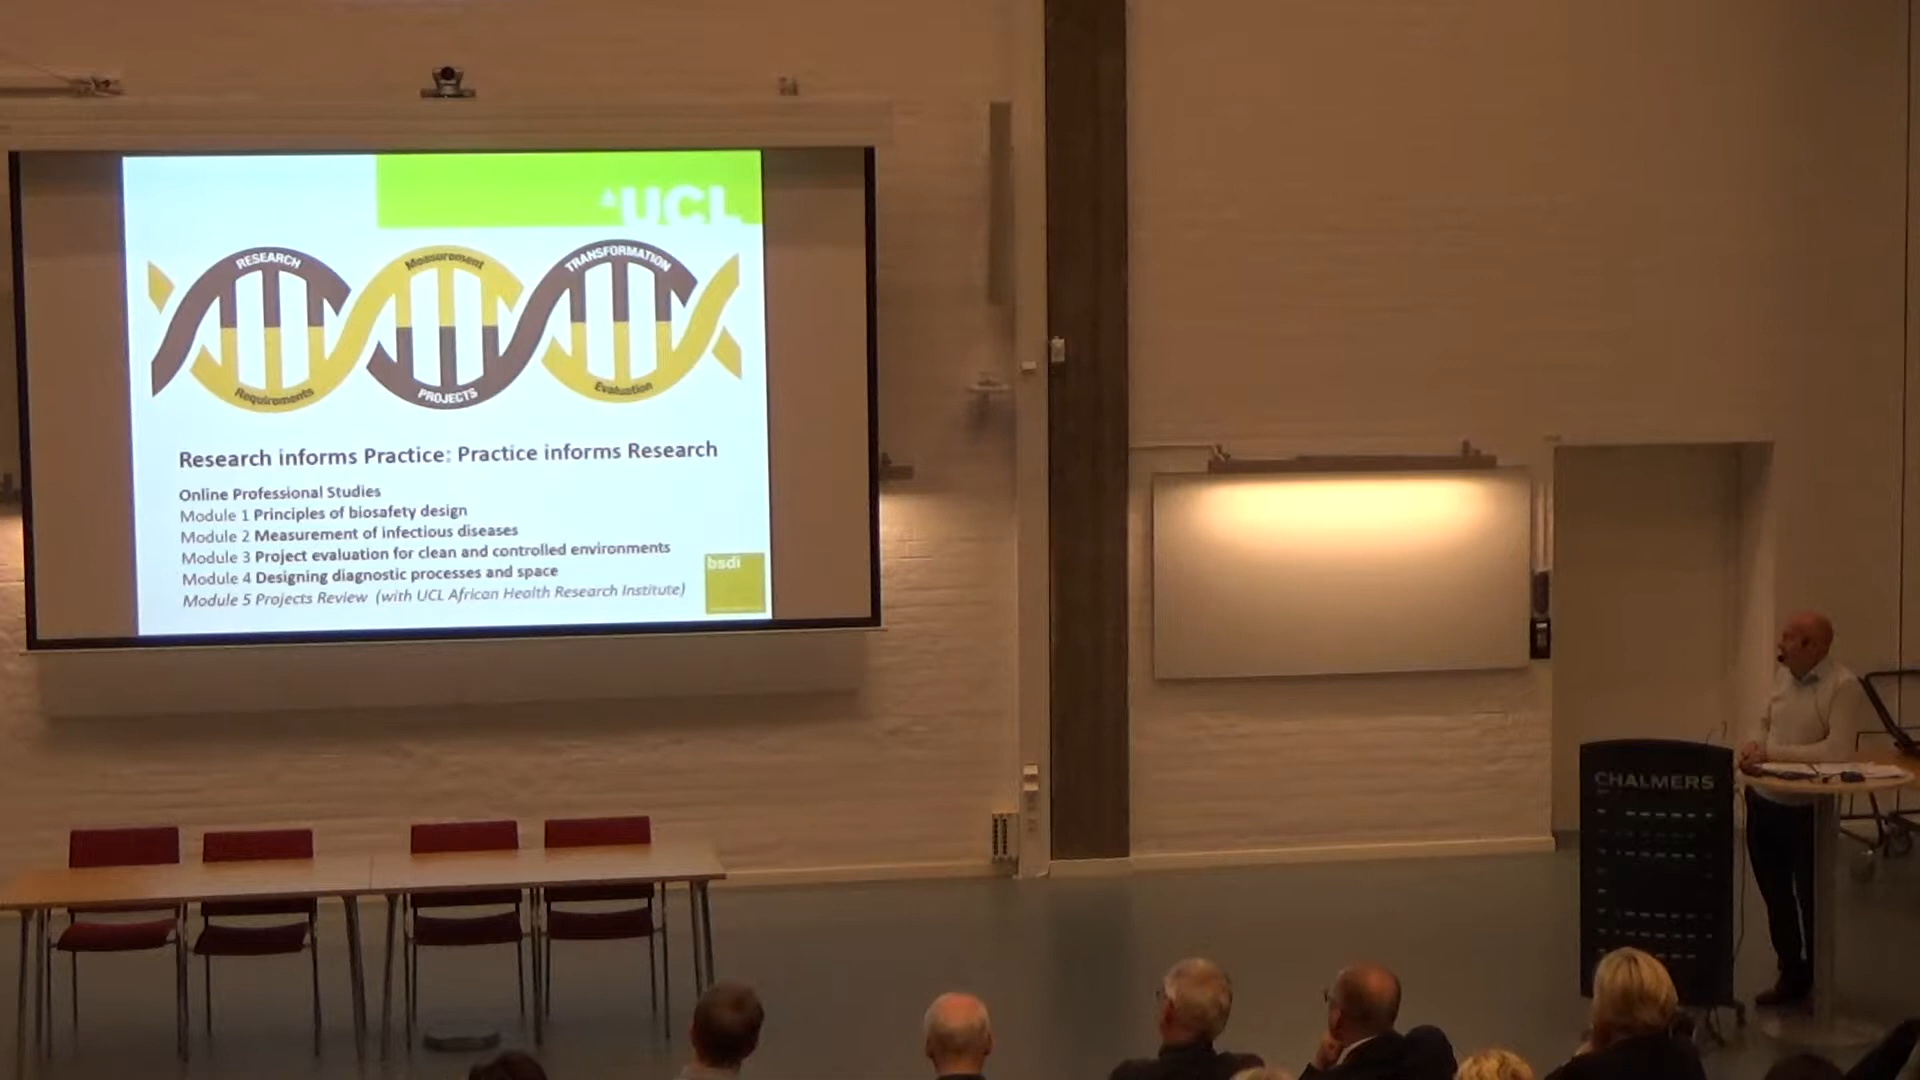 UCL
RESEARCH
Measurement
TRANSFORMATION
Requirements
PROJECTS
Evaluation
Research informs Practice: Practice informs Research
Online Professional Studies
Module 1 Principles of biosafety design
Module 2 Measurement of infectious diseases
Module 3 Project evaluation for clean and controlled environments
Module 4 Designing diagnostic processes and space
Module 5 Projects Review (with UCL African Health Research Institute)
bsdi
CHALMERS